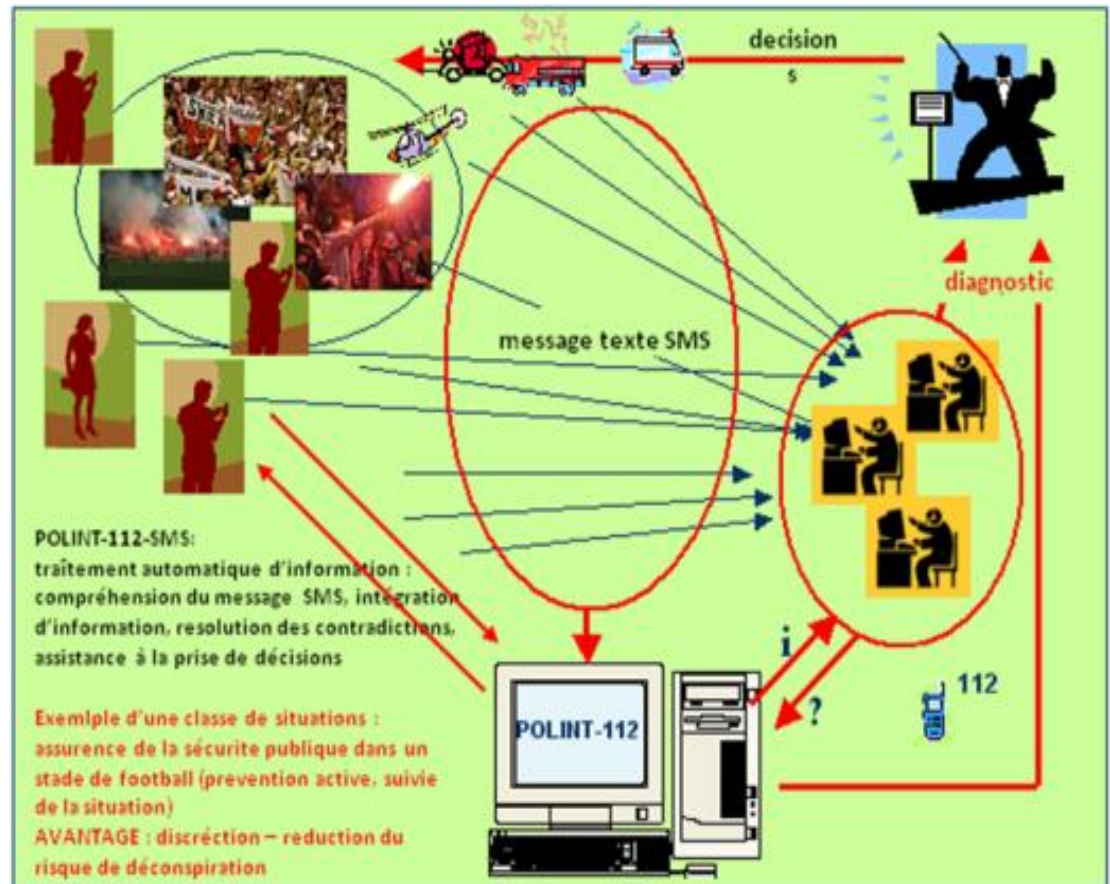 decision
s
diagnostic
message texte SMS
POLINT-112-SMS:
traîtement automatique d'information :
compréhension du message SMS, intégration
d'information, resolution des contradictions,
assistance à la prise de décisions
i
?
112
POLINT-112
Exemlple d'une classe de situations :
assurence de la sécurite publique dans un
stade de football (prevention active, suivie
de la situation)
AVANTAGE : discréction – reduction du
risque de déconspiration